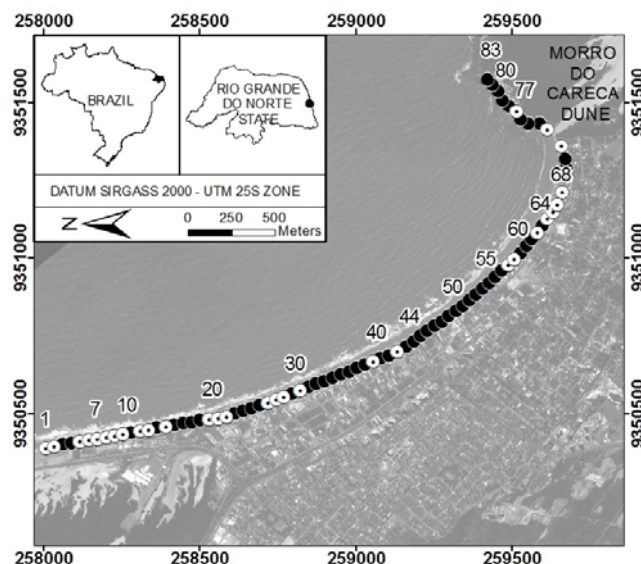 258000 258500 259000 259500
83
80
77
MORRO
DO
CARECA
DUNE
BRAZIL
RIO GRANDE
DO NORTE
STATE
DATUM SIRGASS 2000 - UTM 25S ZONE
N
0 250 500
Meters
9351500 9351500
68
64
60
55
50
44
40
30
20
10
7
1
9351000
9351000
9350500 9350500
258000 258500 259000 259500